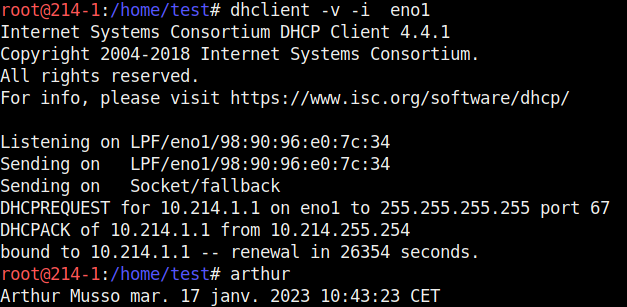 root@214-1:/home/test# dhclient -v -i  eno1
Internet Systems Consortium DHCP Client 4.4.1
Copyright 2004-2018 Internet Systems Consortium.
All rights reserved.
For info, please visit https://www.isc.org/software/dhcp/

Listening on LPF/eno1/98:90:96:e0:7c:34
Sending on   LPF/eno1/98:90:96:e0:7c:34
Sending on   Socket/fallback
DHCPREQUEST for 10.214.1.1 on eno1 to 255.255.255.255 port 67
DHCPACK of 10.214.1.1 from 10.214.255.254
bound to 10.214.1.1 -- renewal in 26354 seconds.
root@214-1:/home/test# arthur
Arthur Musso mar. 17 janv. 2023 10:43:23 CET